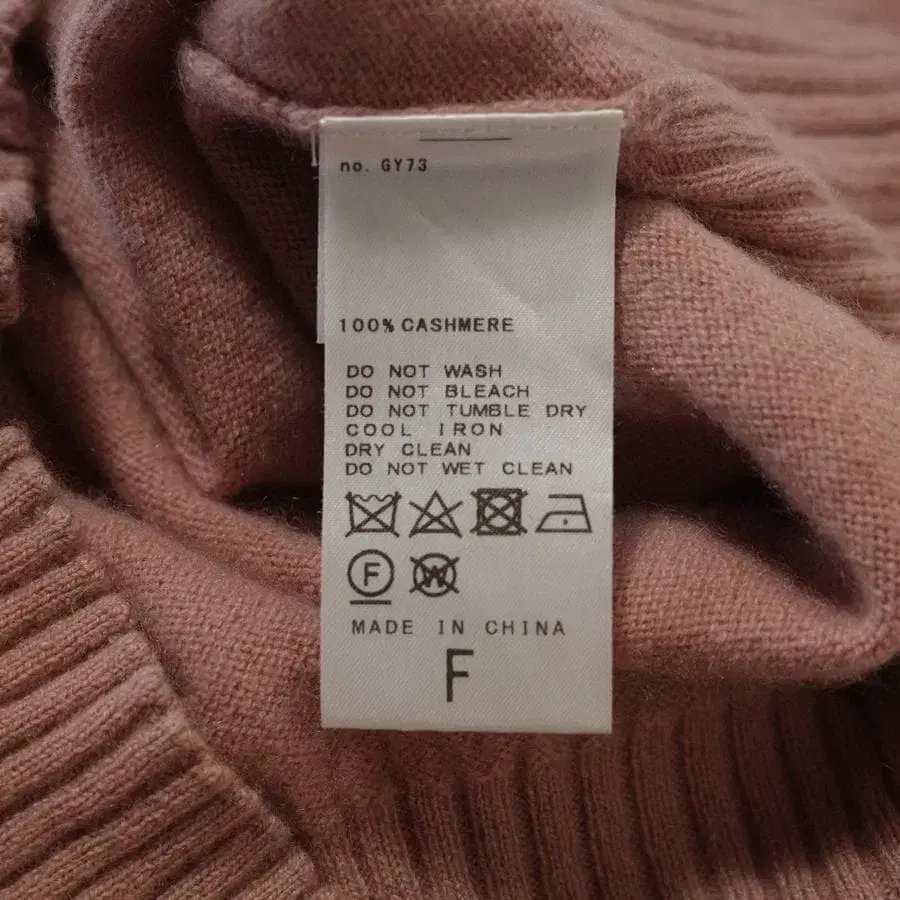 no. GY73
100% CASHMERE
DO NOT WASH
DO NOT BLEACH
DO NOT TUMBLE DRY
COOL IRON
DRY CLEAN
DO NOT WET CLEAN
F W
MADE IN CHINA
F